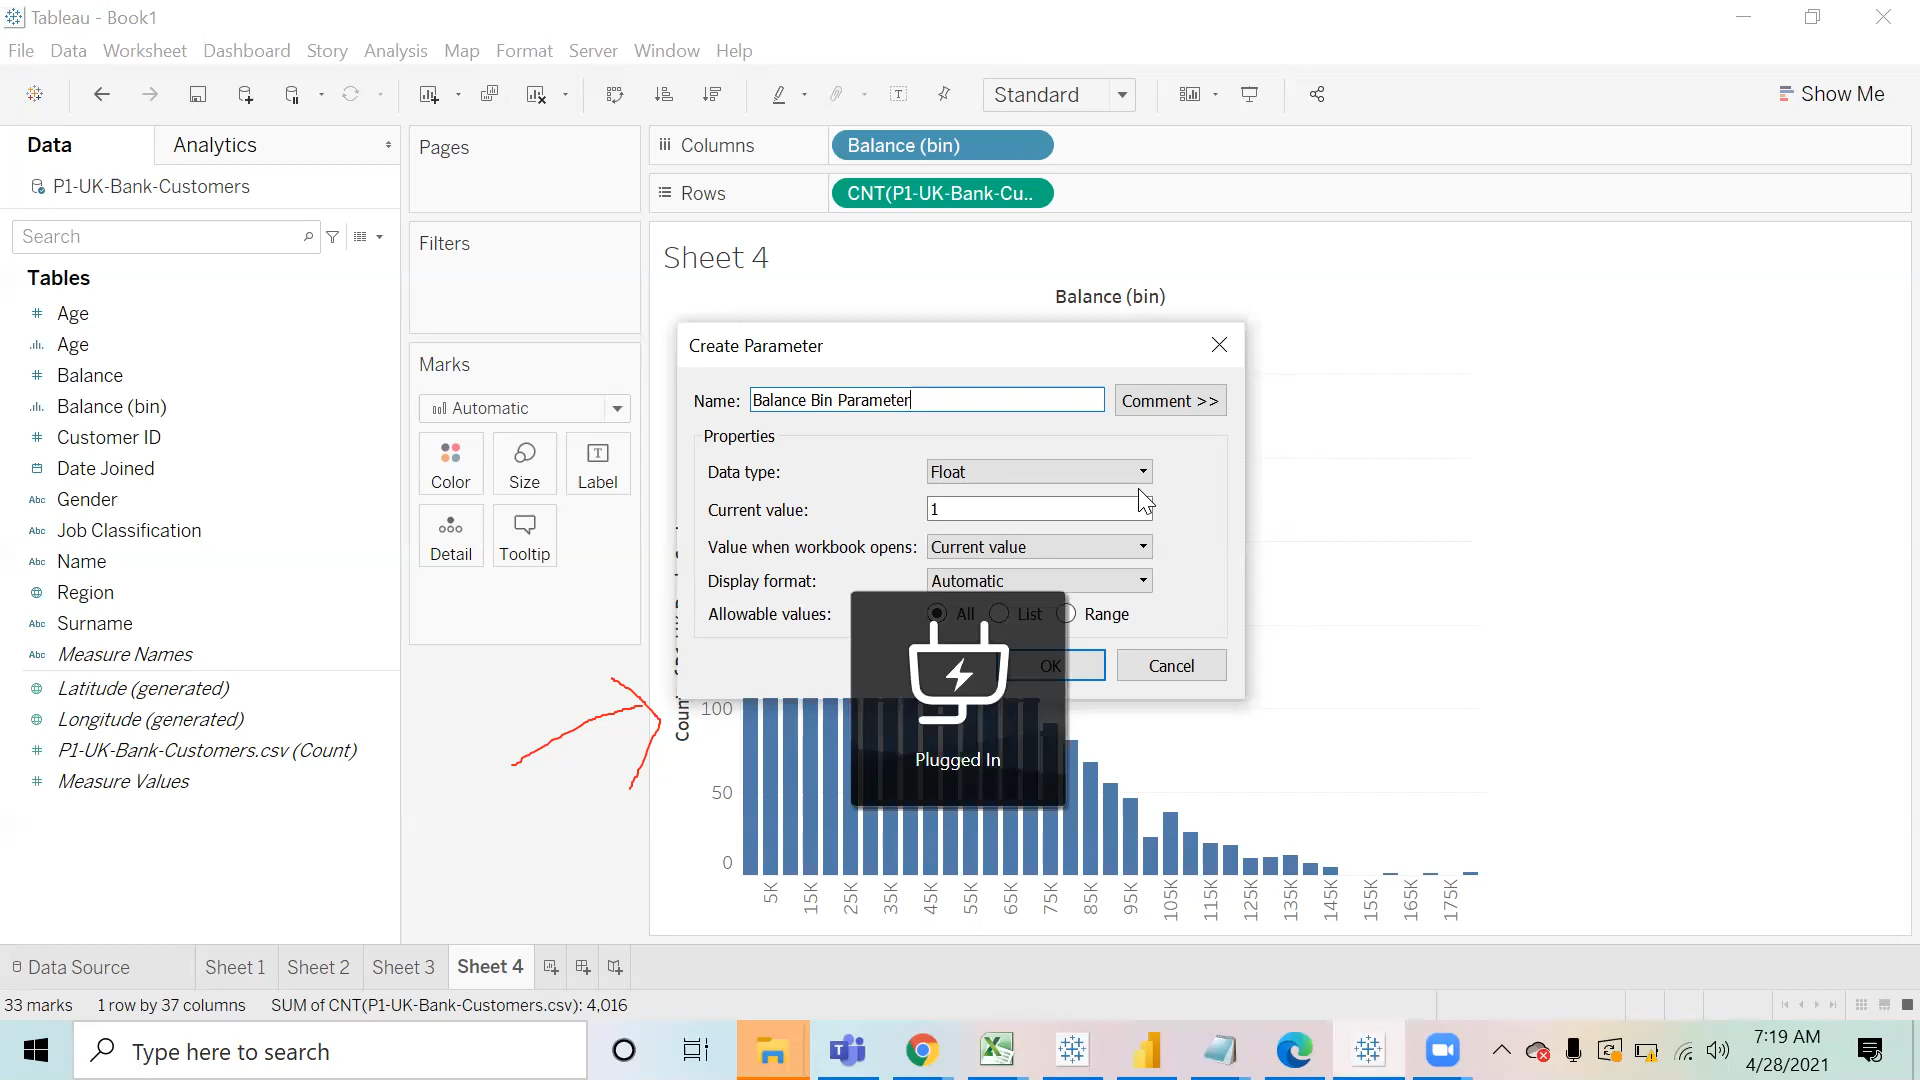 Tableau - Book1
File Data Worksheet Dashboard Story Analysis Map Format Server Window Help
Standard
Show Me
Data
Analytics
P1-UK-Bank-Customers
Search
Tables
Age
Age
Balance
Balance (bin)
Customer ID
Date Joined
Abc Gender
Abc Job Classification
Abc Name
Region
Abc Surname
Abc Measure Names
Latitude (generated)
Longitude (generated)
P1-UK-Bank-Customers.csv (Count)
Measure Values
Pages
Filters
Marks
Automatic
Color Size Label
Detail Tooltip
Columns
Balance (bin)
Rows
CNT(P1-UK-Bank-Cu..
Sheet 4
Balance (bin)
Create Parameter
Name: Balance Bin Parameter Comment >>
Properties
Data type: Float
Current value: 1
Value when workbook opens: Current value
Display format: Automatic
Allowable values: All List Range
OK Cancel
Plugged In
100
50
0
5K 15K 25K 35K 45K 55K 65K 75K 85K 95K 105K 115K 125K 135K 145K 155K 165K 175K
Data Source Sheet 1 Sheet 2 Sheet 3 Sheet 4
33 marks 1 row by 37 columns SUM of CNT(P1-UK-Bank-Customers.csv): 4,016
Type here to search
7:19 AM
4/28/2021